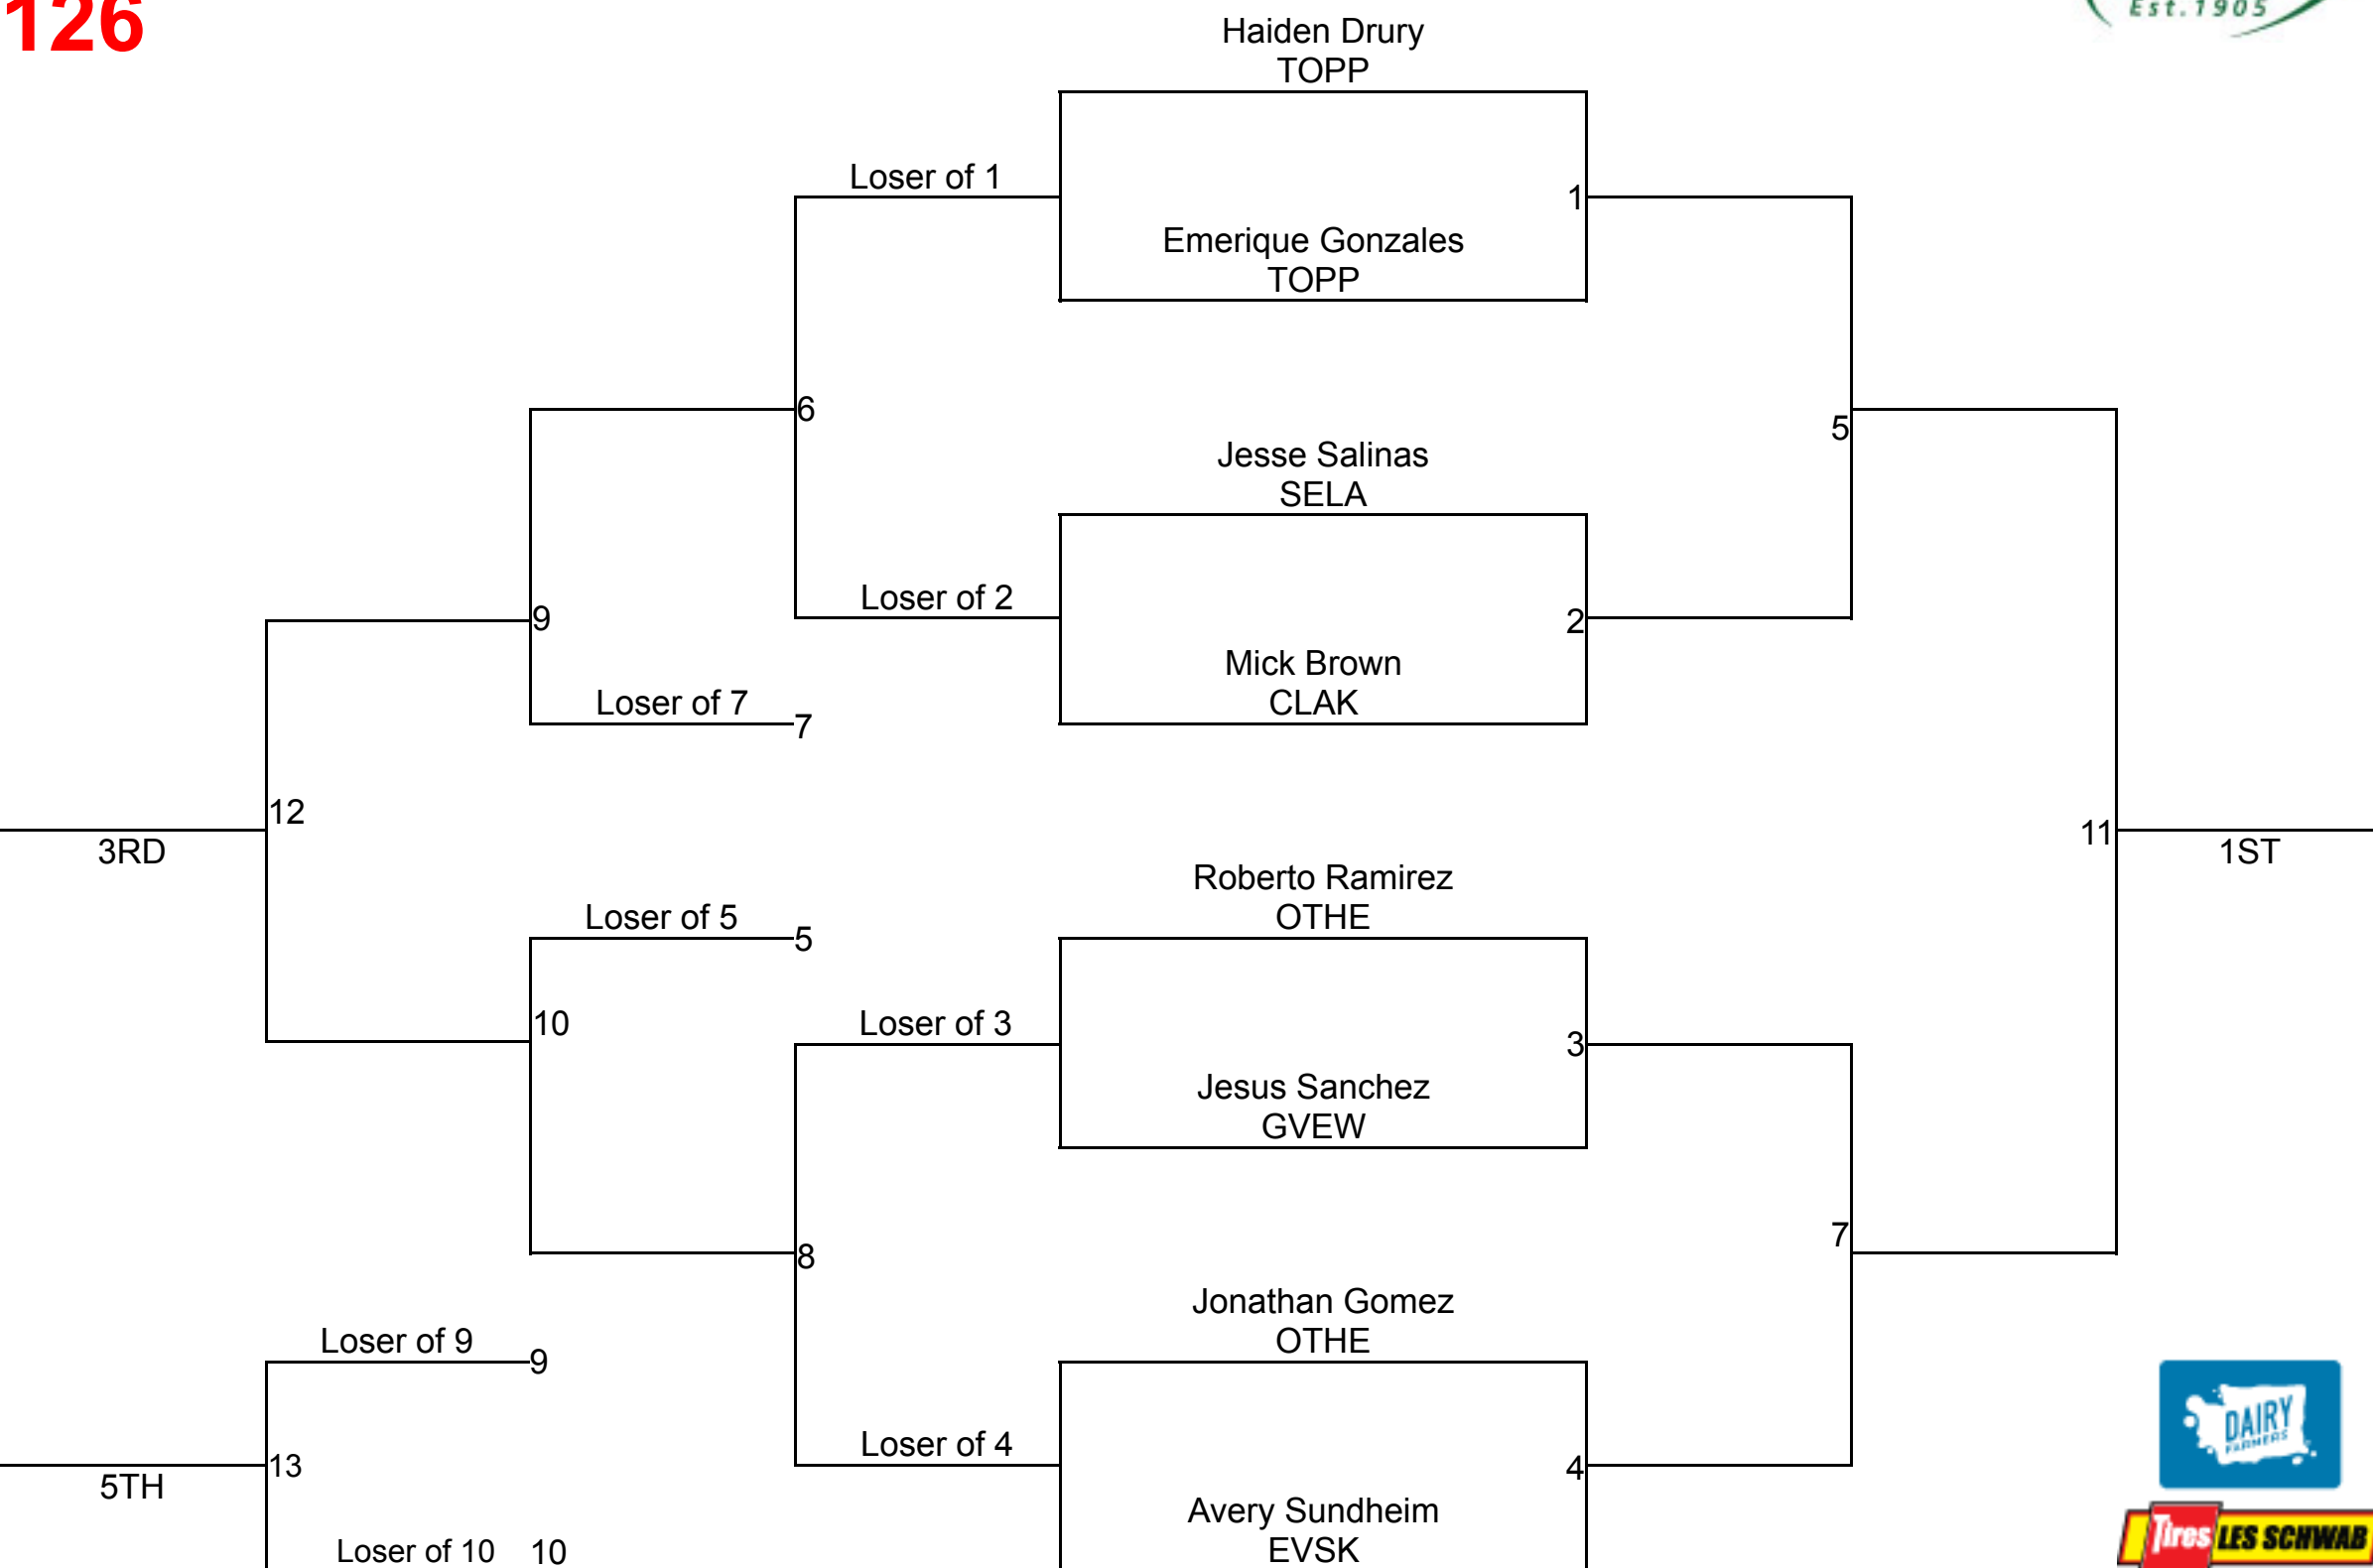 126
Est.1905
Haiden Drury
TOPP
Loser of 1
1
Emerique Gonzales
TOPP
6
5
Jesse Salinas
SELA
Loser of 2
2
9
Mick Brown
CLAK
Loser of 7
7
12
3RD
11
1ST
Roberto Ramirez
OTHE
Loser of 5
5
10
Loser of 3
3
Jesus Sanchez
GVEW
7
8
Jonathan Gomez
OTHE
Loser of 9
9
Loser of 4
4
13
5TH
Avery Sundheim
EVSK
Loser of 10
10
DAIRY
FARMERS
Tires LES SCHWAB